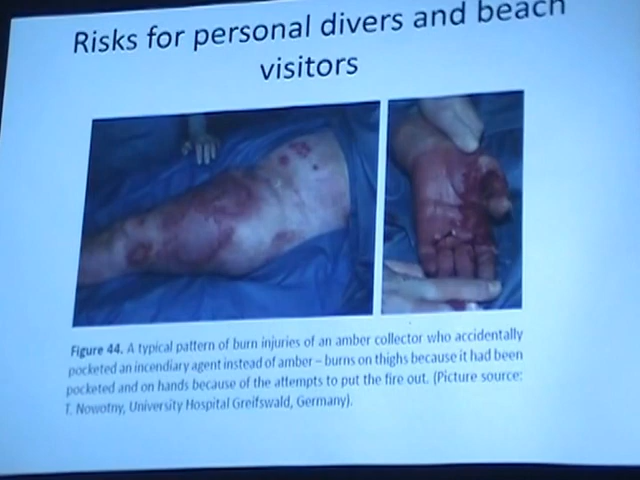 Risks for personal divers and beach
visitors
Figure 44. A typical pattern of burn injuries of an amber collector who accidentally
pocketed an incendiary agent instead of amber – burns on thighs because it had been
pocketed and on hands because of the attempts to put the fire out. (Picture source:
T. Nowotny, University Hospital Greifswald, Germany).